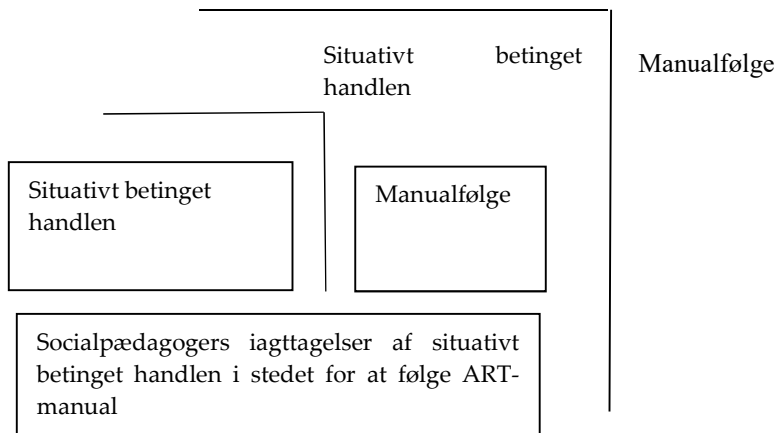 Situativt betinget
handlen
Manualfølge
Situativt betinget
handlen
Manualfølge
Socialpædagogers iagttagelser af situativt
betinget handlen i stedet for at følge ART-
manual